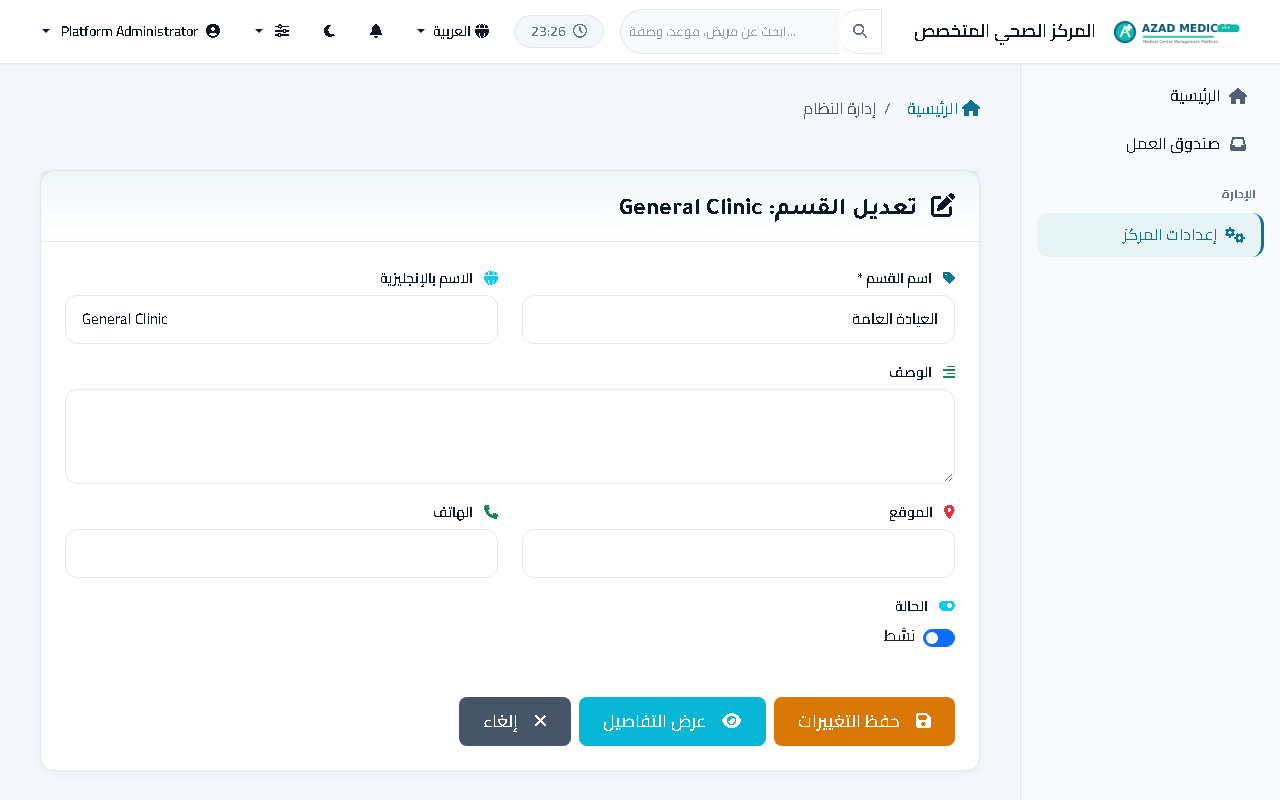 AZAD MEDICAL
Medical Centre Management Platform
المركز الصحي المتخصص
ابحث عن مريض، موعد، وصفة...
23:26
العربية
Platform Administrator
الرئيسية
صندوق العمل
الإدارة
إعدادات المركز
الرئيسية / إدارة النظام
تعديل القسم: General Clinic
اسم القسم *
الاسم بالإنجليزية
العيادة العامة
General Clinic
الوصف
الموقع
الهاتف
الحالة
نشط
حفظ التغييرات
عرض التفاصيل
إلغاء